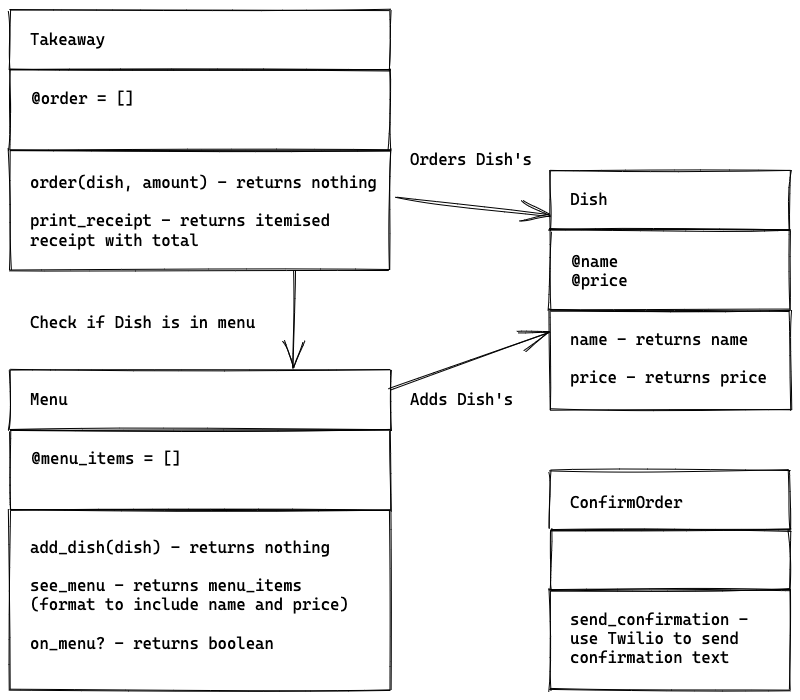 Takeaway
@order = []
order(dish, amount) – returns nothing
print_receipt – returns itemised
receipt with total
Orders Dish's
Dish
@name
@price
name – returns name
price – returns price
Check if Dish is in menu
Adds Dish's
Menu
@menu_items = []
add_dish(dish) – returns nothing
see_menu – returns menu_items
(format to include name and price)
on_menu? – returns boolean
ConfirmOrder
send_confirmation –
use Twilio to send
confirmation text